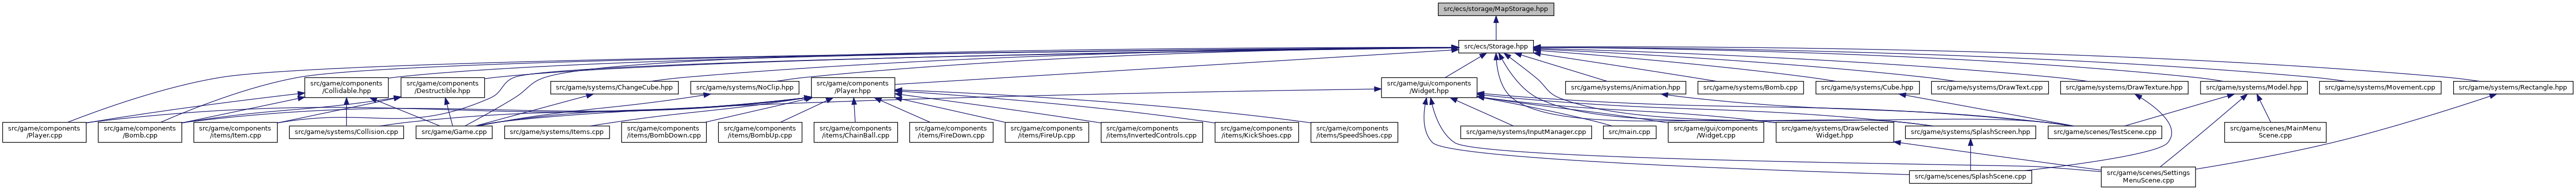 src/ecs/storage/MapStorage.hpp
src/ecs/Storage.hpp
src/game/components
/Collidable.hpp
src/game/components
/Destructible.hpp
src/game/systems/ChangeCube.hpp
src/game/systems/NoClip.hpp
src/game/components
/Player.hpp
src/game/gui/components
/Widget.hpp
src/game/systems/Animation.hpp
src/game/systems/Bomb.cpp
src/game/systems/Cube.hpp
src/game/systems/DrawText.cpp
src/game/systems/DrawTexture.hpp
src/game/systems/Model.hpp
src/game/systems/Movement.cpp
src/game/systems/Rectangle.hpp
src/game/components
/Player.cpp
src/game/components
/Bomb.cpp
src/game/components
/items/Item.cpp
src/game/systems/Collision.cpp
src/game/Game.cpp
src/game/systems/Items.cpp
src/game/components
/items/BombDown.cpp
src/game/components
/items/BombUp.cpp
src/game/components
/items/ChainBall.cpp
src/game/components
/items/FireDown.cpp
src/game/components
/items/FireUp.cpp
src/game/components
/items/InvertedControls.cpp
src/game/components
/items/KickShoes.cpp
src/game/components
/items/SpeedShoes.cpp
src/game/systems/InputManager.cpp
src/main.cpp
src/game/gui/components
/Widget.cpp
src/game/systems/DrawSelected
Widget.hpp
src/game/systems/SplashScreen.hpp
src/game/scenes/TestScene.cpp
src/game/scenes/MainMenu
Scene.cpp
src/game/scenes/SplashScene.cpp
src/game/scenes/Settings
MenuScene.cpp